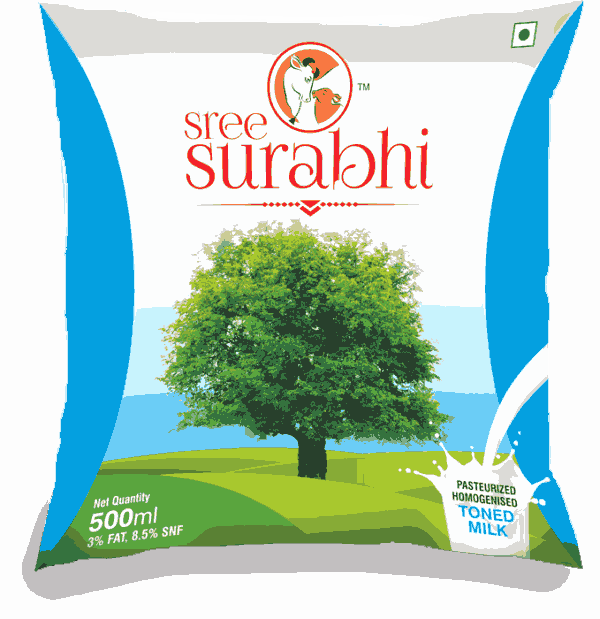 TM
sree
surabhi
Net Quantity
500ml
3% FAT, 8.5% SNF
PASTEURIZED
HOMOGENISED
TONED
MILK